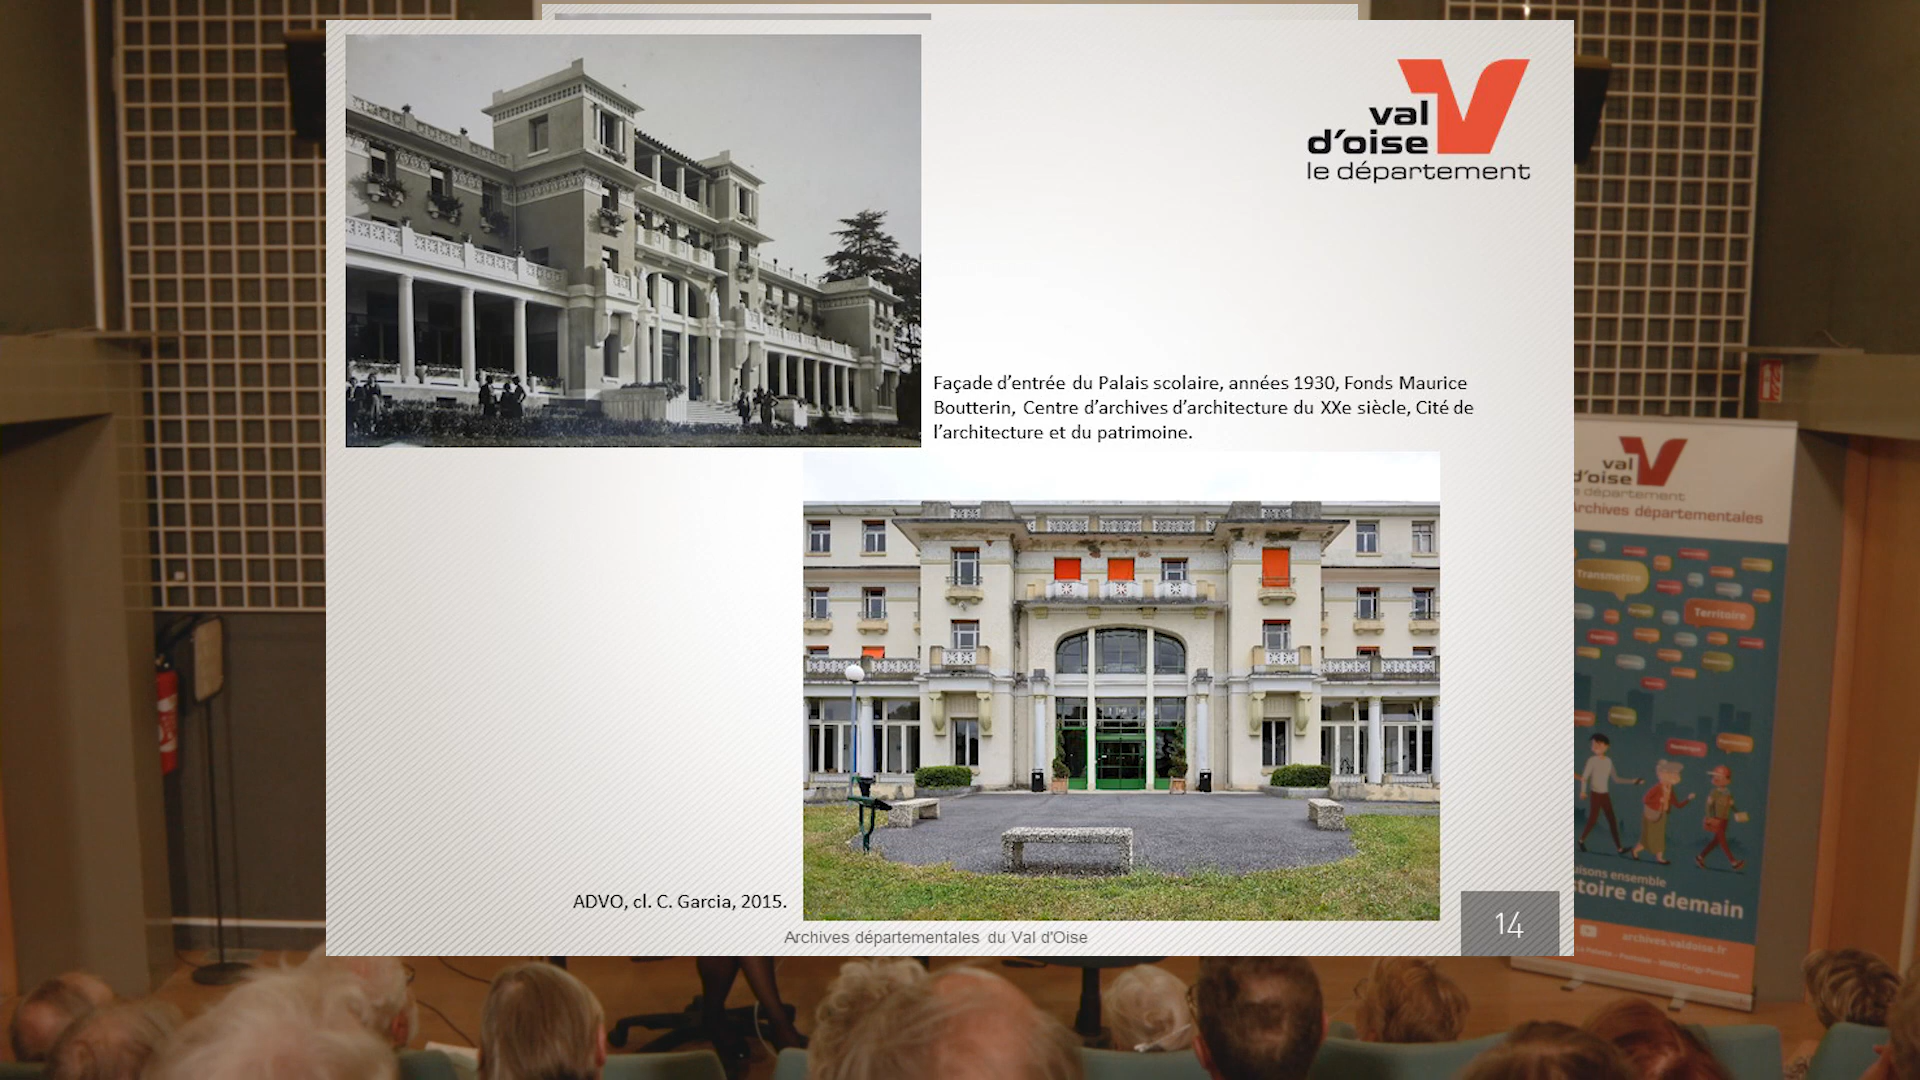 val
d'oise
le département
Façade d’entrée du Palais scolaire, années 1930, Fonds Maurice
Boutterin, Centre d’archives d’architecture du XXe siècle, Cité de
l’architecture et du patrimoine.
ADVO, cl. C. Garcia, 2015.
Archives départementales du Val d'Oise
14
val
d'oise
département
Archives départementales
Transmettre
Territoire
ensemble
toire de demain
archives.valdoise.fr